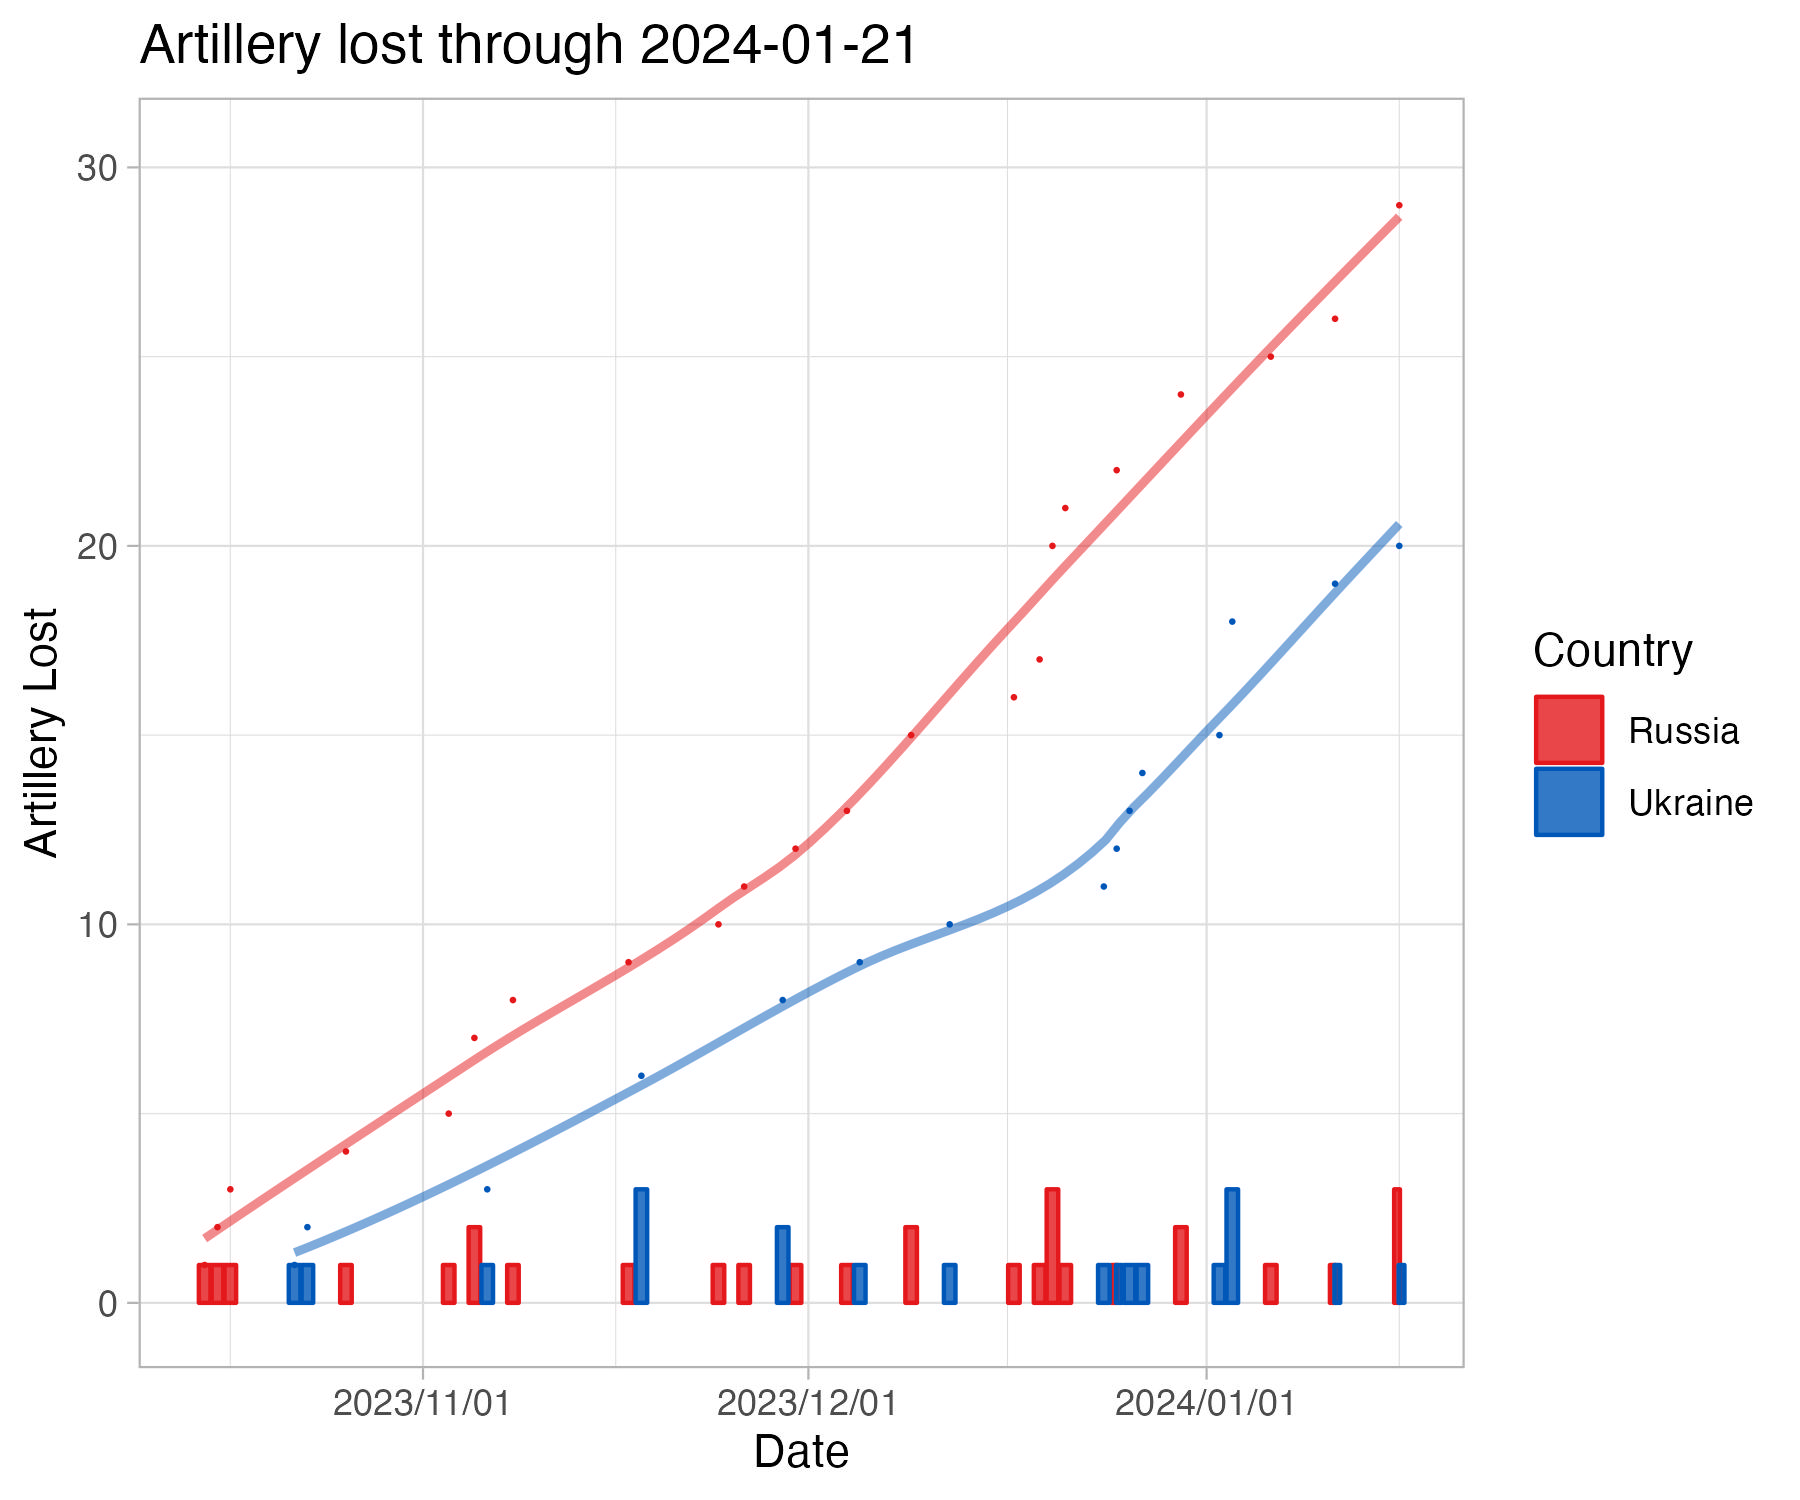 Artillery lost through 2024-01-21
30
20
10
0
Artillery Lost
2023/11/01
2023/12/01
2024/01/01
Date
Country
Russia
Ukraine